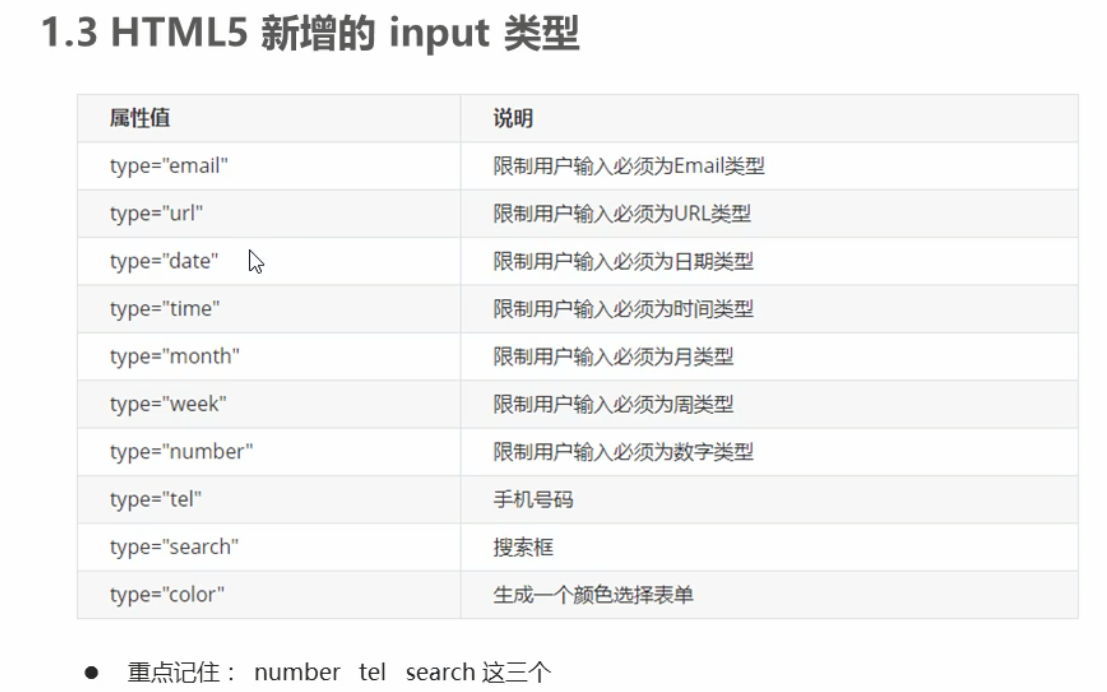 1.3 HTML5 新增的 input 类型
属性值 说明
type="email" 限制用户输入必须为Email类型
type="url" 限制用户输入必须为URL类型
type="date" 限制用户输入必须为日期类型
type="time" 限制用户输入必须为时间类型
type="month" 限制用户输入必须为月类型
type="week" 限制用户输入必须为周类型
type="number" 限制用户输入必须为数字类型
type="tel" 手机号码
type="search" 搜索框
type="color" 生成一个颜色选择表单
● 重点记住： number tel search 这三个